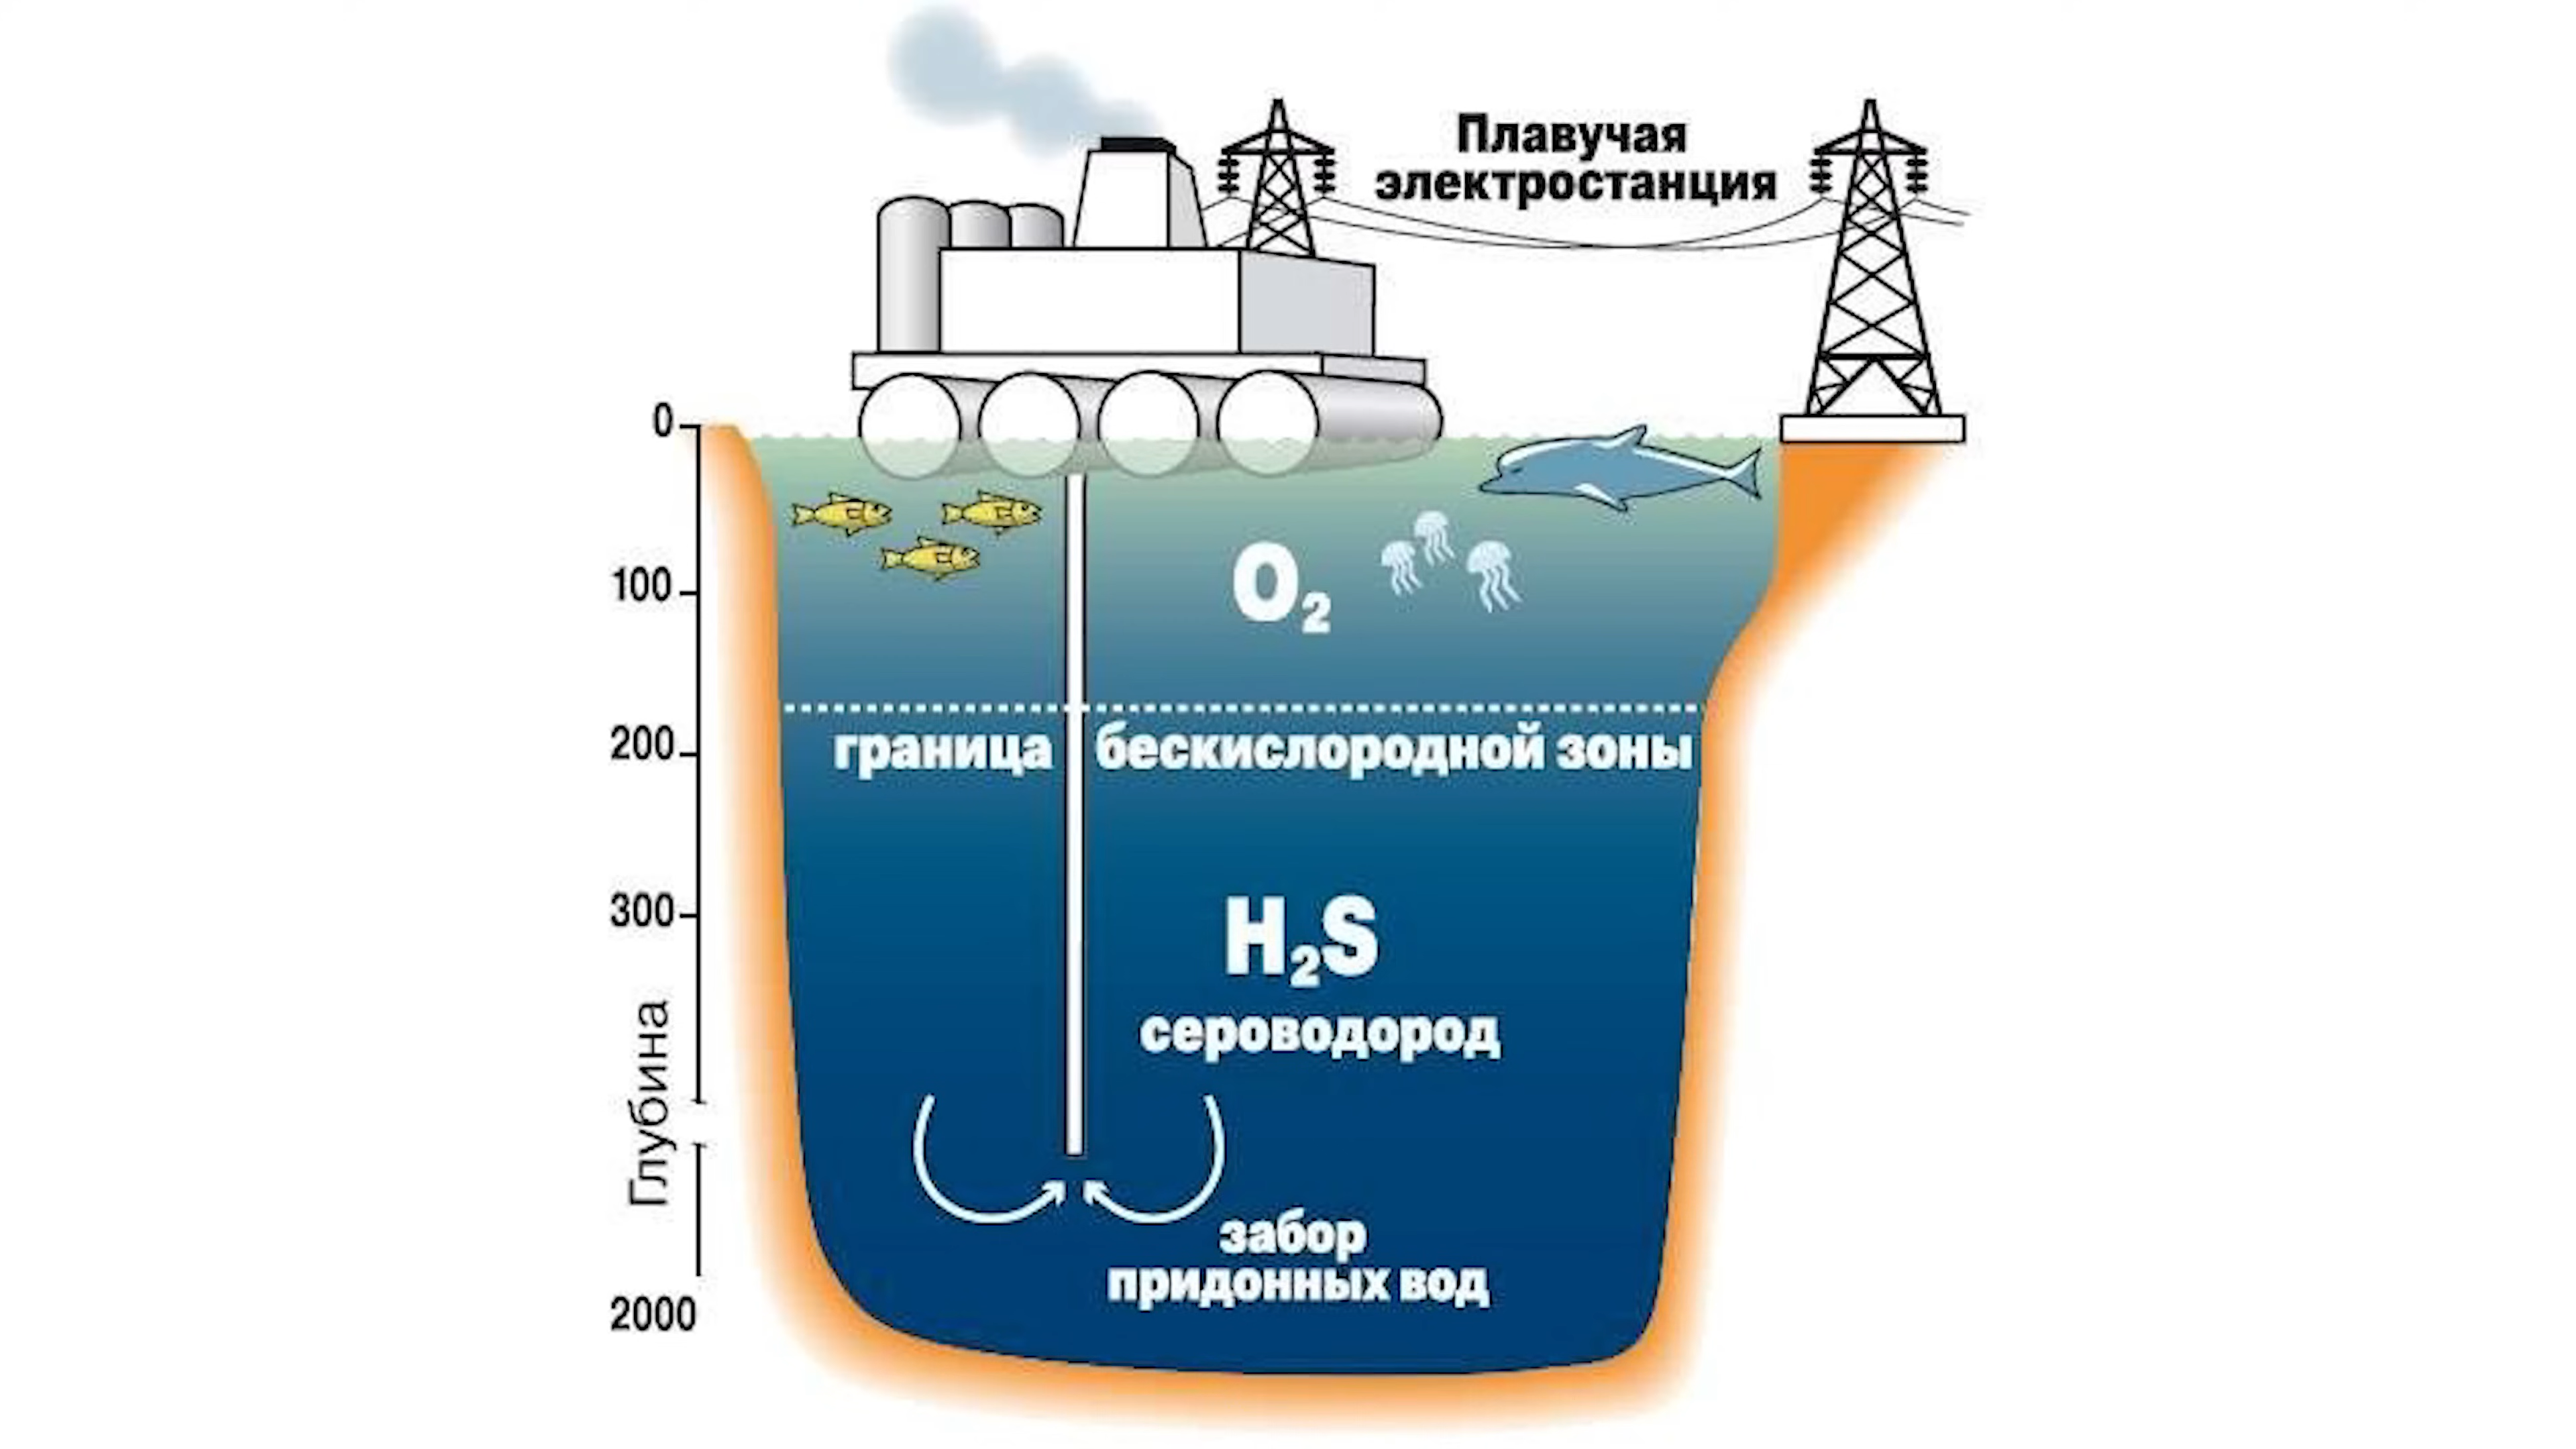 Плавучая
электростанция
0
100
O₂
200
граница бескислородной зоны
300
H₂S
сероводород
Глубина
забор
придонных вод
2000